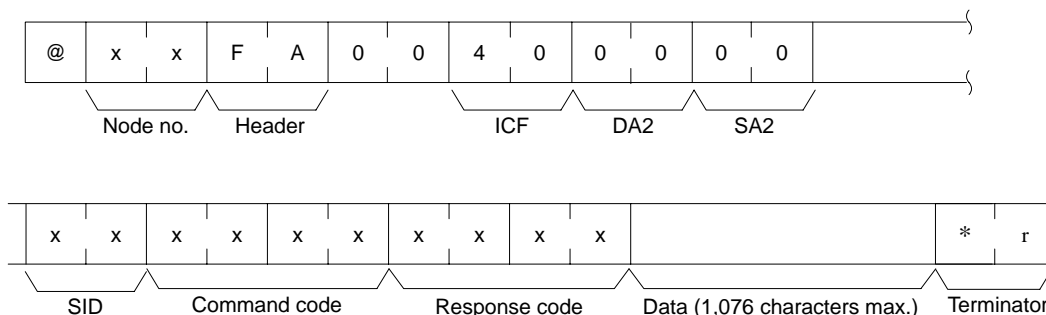 @ x x F A 0 0 4 0 0 0 0 0
Node no. Header ICF DA2 SA2
x x x x x x x x x x * r
SID Command code Response code Data (1,076 characters max.) Terminator